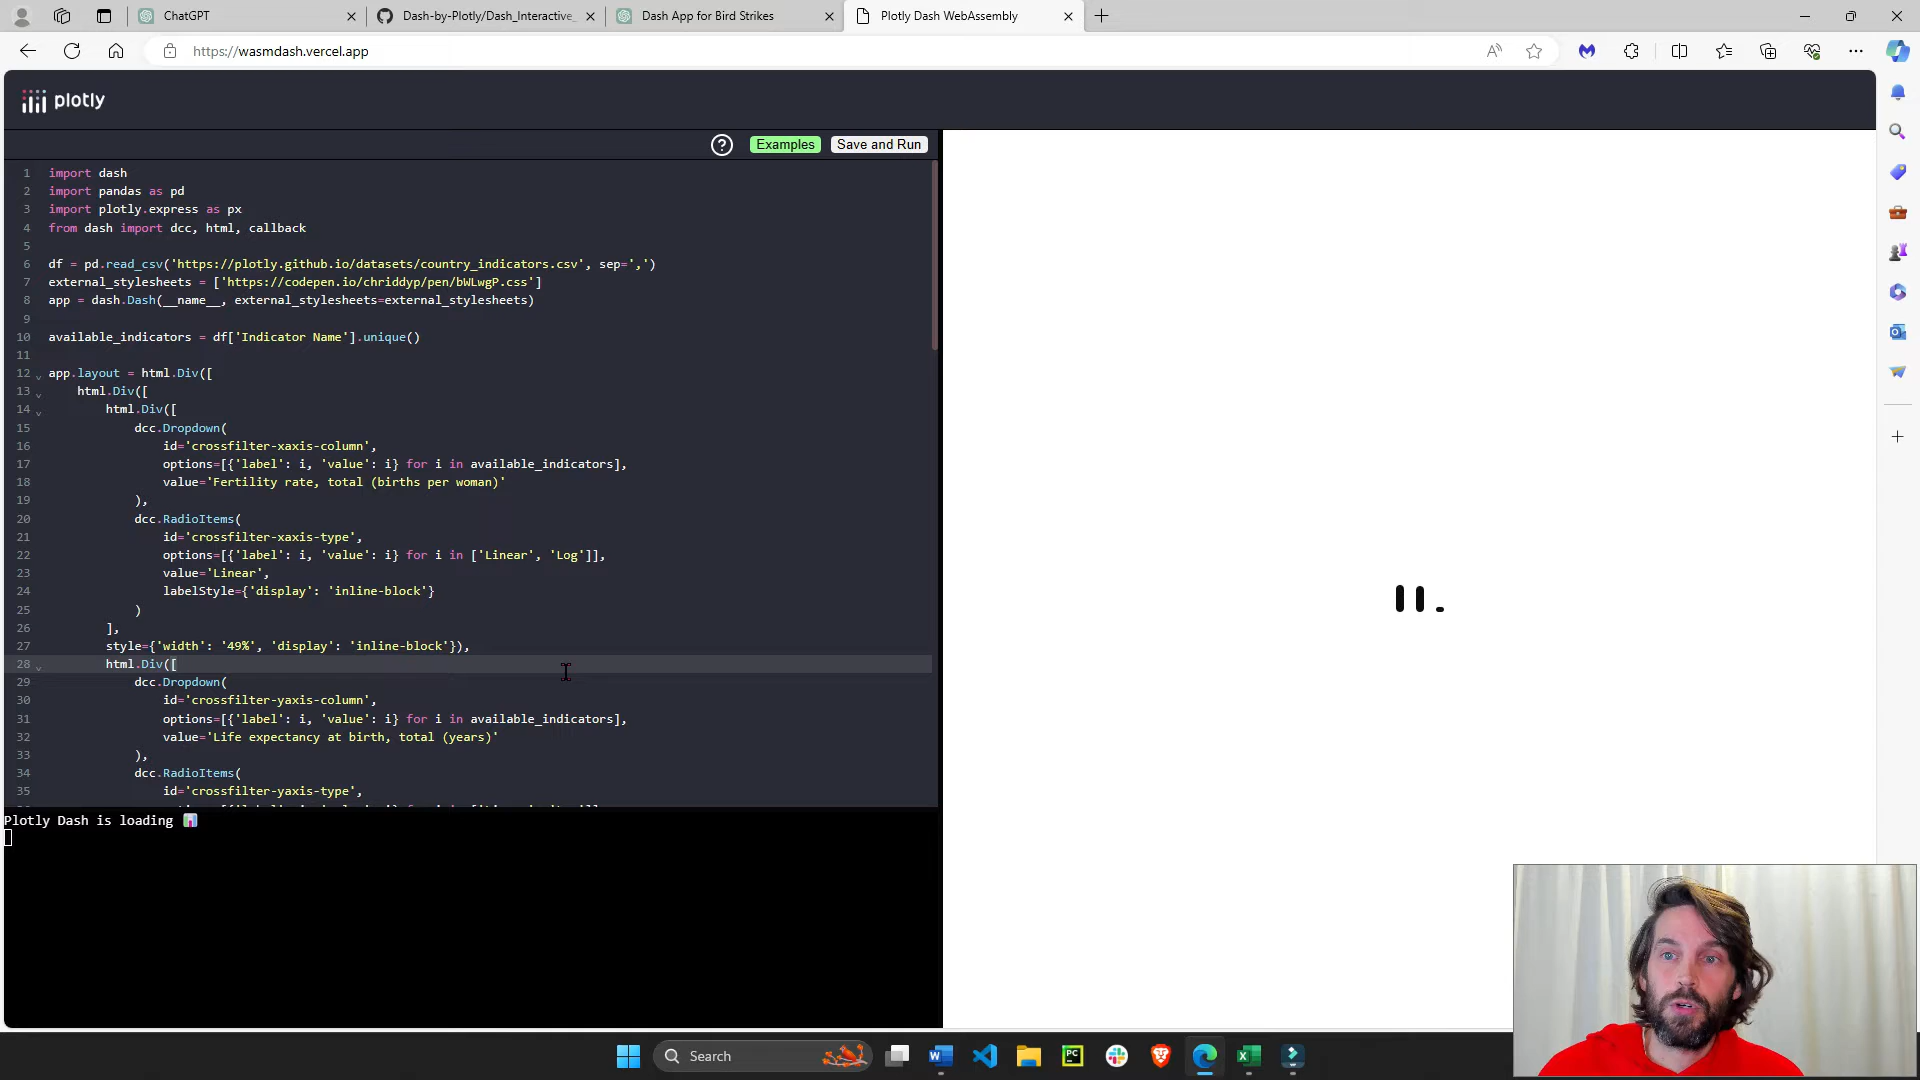 ChatGPT
Dash-by-Plotly/Dash_Interactive_
Dash App for Bird Strikes
Plotly Dash WebAssembly
https://wasmdash.vercel.app
plotly
?
Examples
Save and Run
1 import dash
2 import pandas as pd
3 import plotly.express as px
4 from dash import dcc, html, callback
5
6 df = pd.read_csv('https://plotly.github.io/datasets/country_indicators.csv', sep=',')
7 external_stylesheets = ['https://codepen.io/chriddyp/pen/bWLwgP.css']
8 app = dash.Dash(__name__, external_stylesheets=external_stylesheets)
9
10 available_indicators = df['Indicator Name'].unique()
11
12 app.layout = html.Div([
13 html.Div([
14 html.Div([
15 dcc.Dropdown(
16 id='crossfilter-xaxis-column',
17 options=[{'label': i, 'value': i} for i in available_indicators],
18 value='Fertility rate, total (births per woman)'
19 ),
20 dcc.RadioItems(
21 id='crossfilter-xaxis-type',
22 options=[{'label': i, 'value': i} for i in ['Linear', 'Log']],
23 value='Linear',
24 labelStyle={'display': 'inline-block'}
25 )
26 ],
27 style={'width': '49%', 'display': 'inline-block'}),
28 html.Div([
29 dcc.Dropdown(
30 id='crossfilter-yaxis-column',
31 options=[{'label': i, 'value': i} for i in available_indicators],
32 value='Life expectancy at birth, total (years)'
33 ),
34 dcc.RadioItems(
35 id='crossfilter-yaxis-type',
Plotly Dash is loading
Search